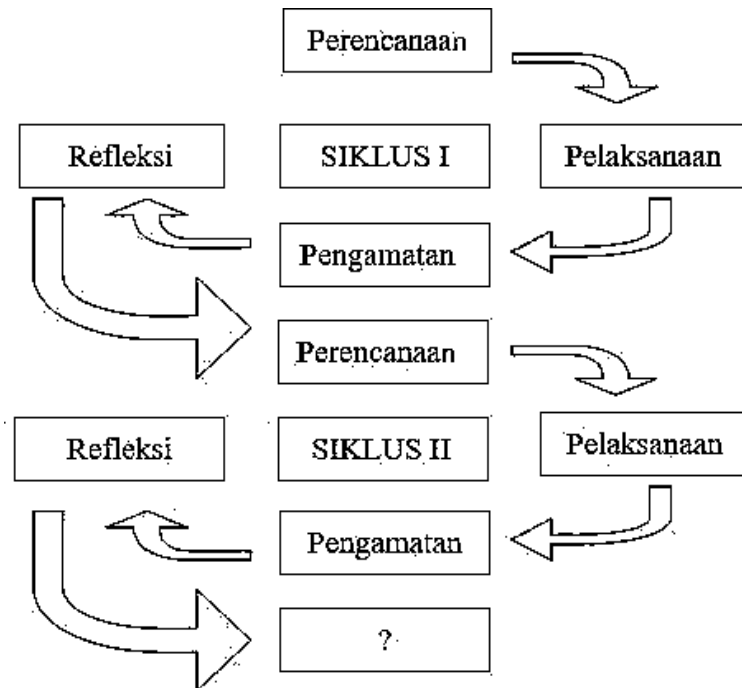 Perencanaan
Refleksi
SIKLUS I
Pelaksanaan
Pengamatan
Perencanaan
Refleksi
SIKLUS II
Pelaksanaan
Pengamatan
?